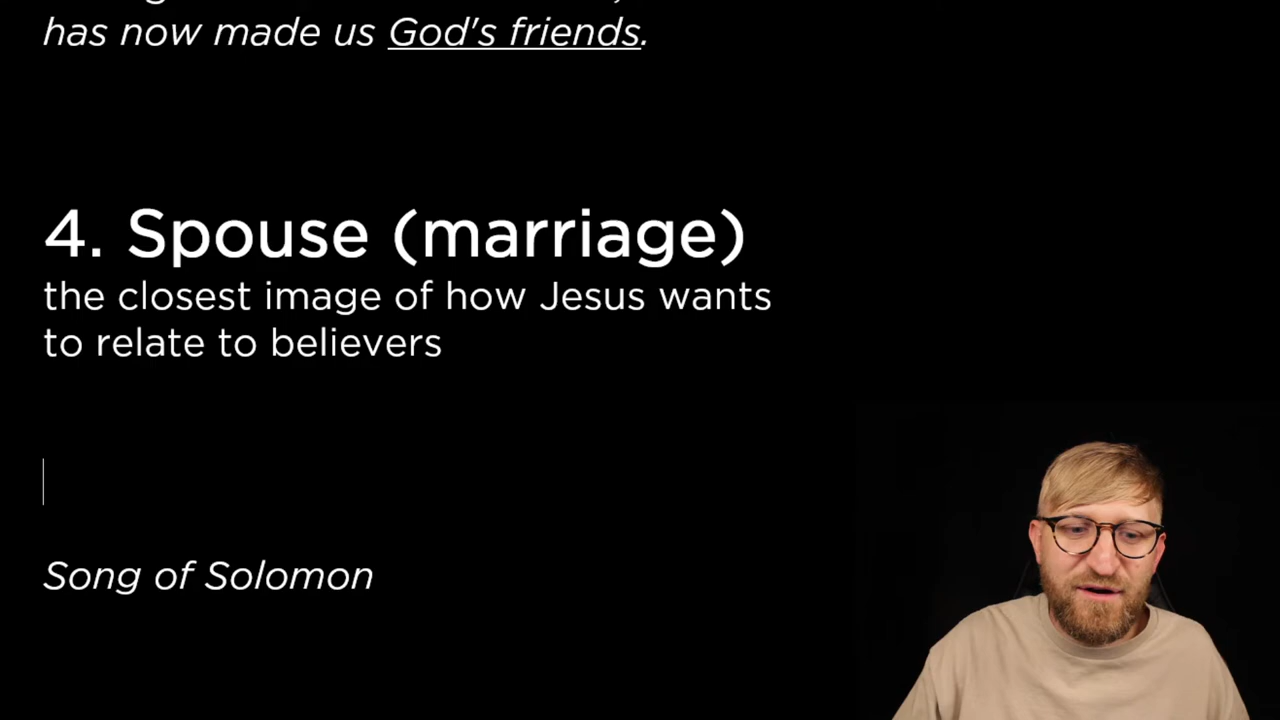 has now made us God's friends.
4. Spouse (marriage)
the closest image of how Jesus wants
to relate to believers
Song of Solomon